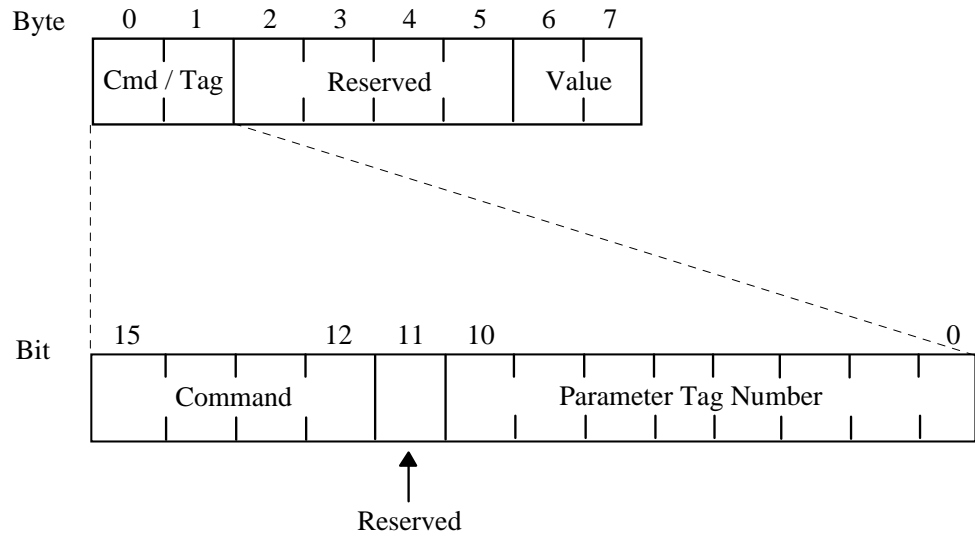 Byte 0 1 2 3 4 5 6 7
Cmd / Tag Reserved Value
15 12 11 10 0
Bit
Command Parameter Tag Number
Reserved